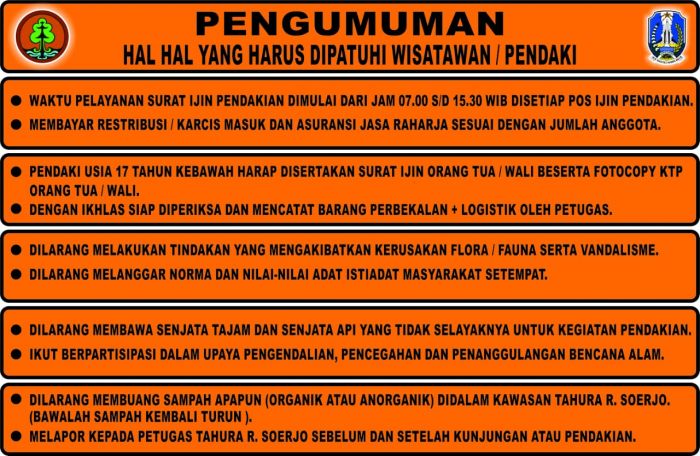 PENGUMUMAN
HAL HAL YANG HARUS DIPATUHI WISATAWAN / PENDAKI
● WAKTU PELAYANAN SURAT IJIN PENDAKIAN DIMULAI DARI JAM 07.00 S/D 15.30 WIB DISETIAP POS IJIN PENDAKIAN.
● MEMBAYAR RESTRIBUSI / KARCIS MASUK DAN ASURANSI JASA RAHARJA SESUAI DENGAN JUMLAH ANGGOTA.
● PENDAKI USIA 17 TAHUN KEBAWAH HARAP DISERTAKAN SURAT IJIN ORANG TUA / WALI BESERTA FOTOCOPY KTP
ORANG TUA / WALI.
● DENGAN IKHLAS SIAP DIPERIKSA DAN MENCATAT BARANG PERBEKALAN + LOGISTIK OLEH PETUGAS.
● DILARANG MELAKUKAN TINDAKAN YANG MENGAKIBATKAN KERUSAKAN FLORA / FAUNA SERTA VANDALISME.
● DILARANG MELANGGAR NORMA DAN NILAI-NILAI ADAT ISTIADAT MASYARAKAT SETEMPAT.
● DILARANG MEMBAWA SENJATA TAJAM DAN SENJATA API YANG TIDAK SELAYAKNYA UNTUK KEGIATAN PENDAKIAN.
● IKUT BERPARTISIPASI DALAM UPAYA PENGENDALIAN, PENCEGAHAN DAN PENANGGULANGAN BENCANA ALAM.
● DILARANG MEMBUANG SAMPAH APAPUN (ORGANIK ATAU ANORGANIK) DIDALAM KAWASAN TAHURA R. SOERJO.
(BAWALAH SAMPAH KEMBALI TURUN ).
● MELAPOR KEPADA PETUGAS TAHURA R. SOERJO SEBELUM DAN SETELAH KUNJUNGAN ATAU PENDAKIAN.